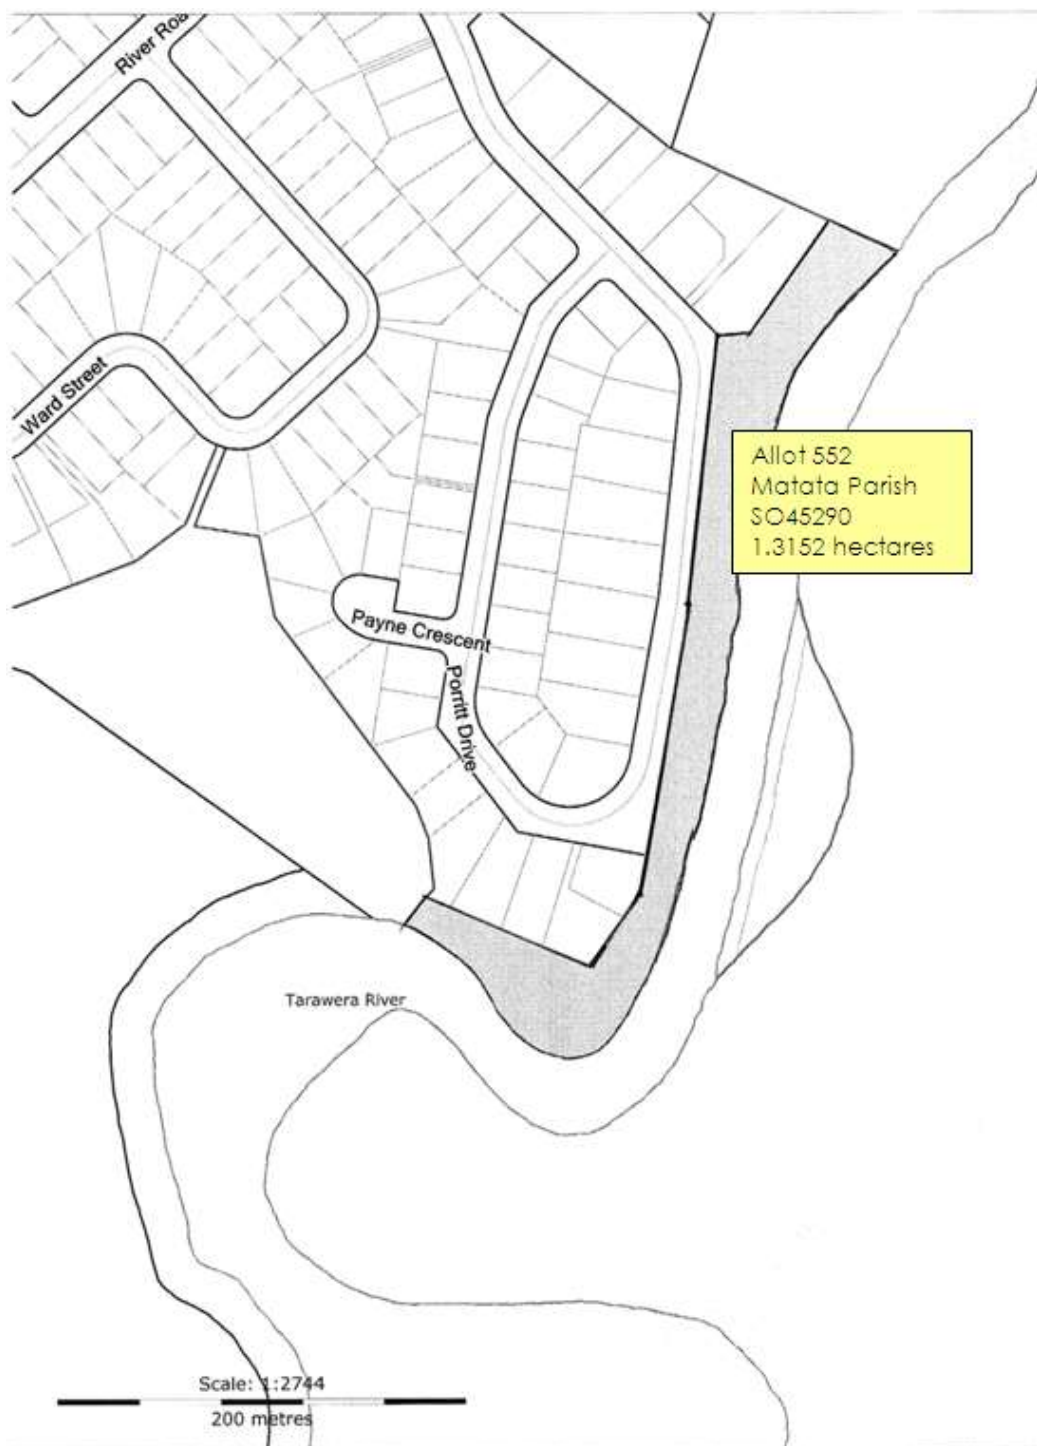 River Roa
Ward Street
Allot 552
Matata Parish
SO45290
1.3152 hectares
Payne Crescent
Porritt Drive
Tarawera River
Scale: 1:2744
200 metres